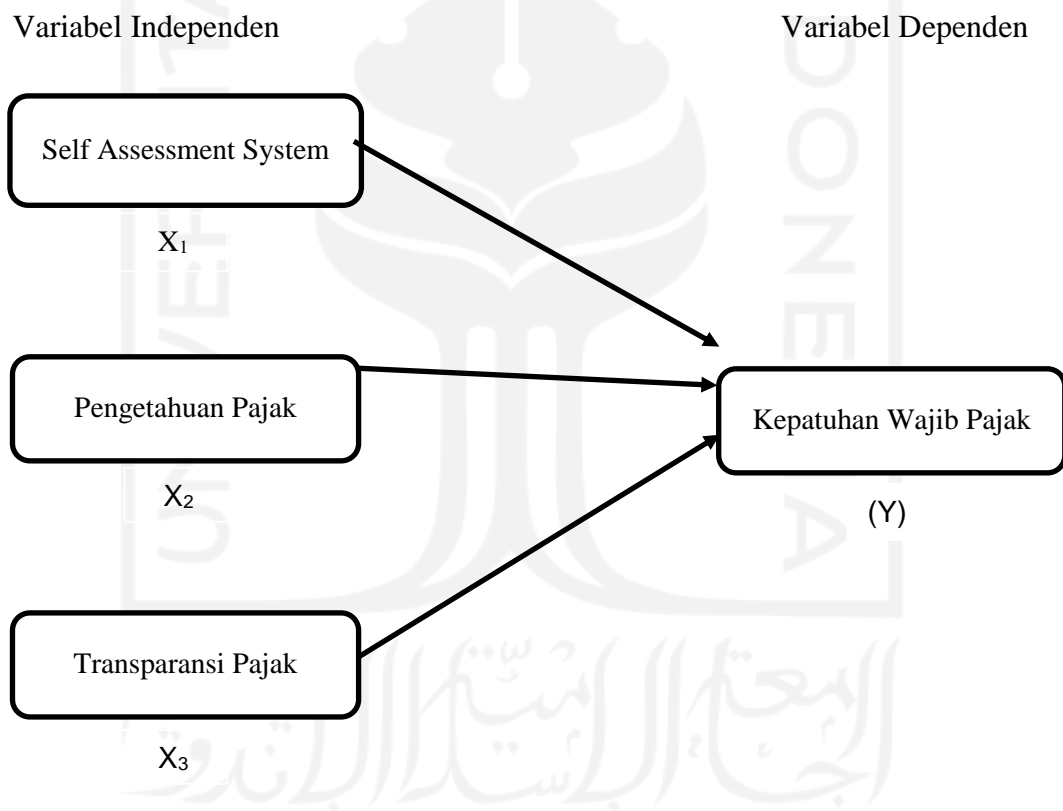 Variabel Independen
Variabel Dependen
Self Assessment System
X₁
Pengetahuan Pajak
X₂
Kepatuhan Wajib Pajak
(Y)
Transparansi Pajak
X₃